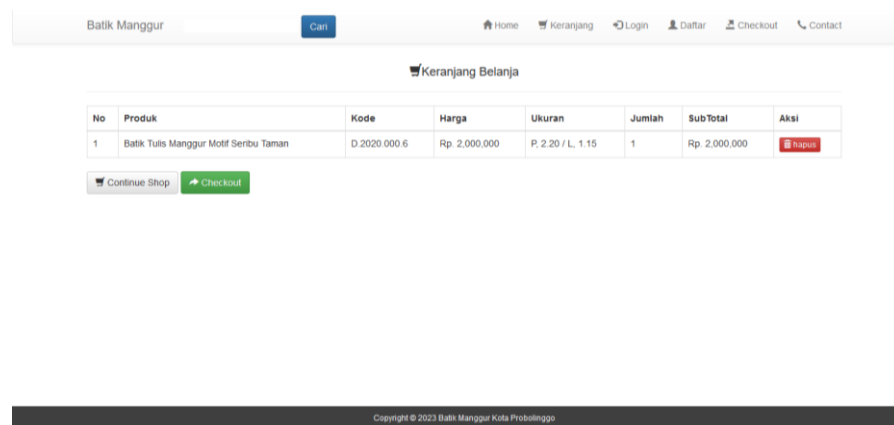 Batik Manggur Cari Home Keranjang Login Daftar Checkout Contact
Keranjang Belanja
No Produk Kode Harga Ukuran Jumlah SubTotal Aksi
1 Batik Tulis Manggur Motif Seribu Taman D.2020.000.6 Rp. 2,000,000 P, 2.20 / L, 1.15 1 Rp. 2,000,000 hapus
Continue Shop Checkout
Copyright © 2023 Batik Manggur Kota Probolinggo